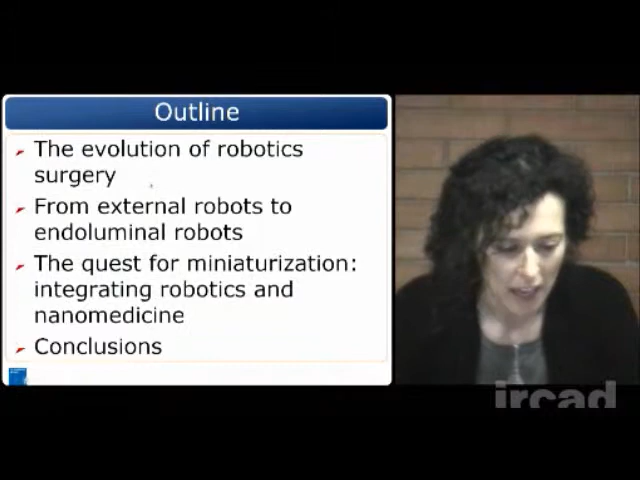 Outline
The evolution of robotics
surgery
From external robots to
endoluminal robots
The quest for miniaturization:
integrating robotics and
nanomedicine
Conclusions
ircad